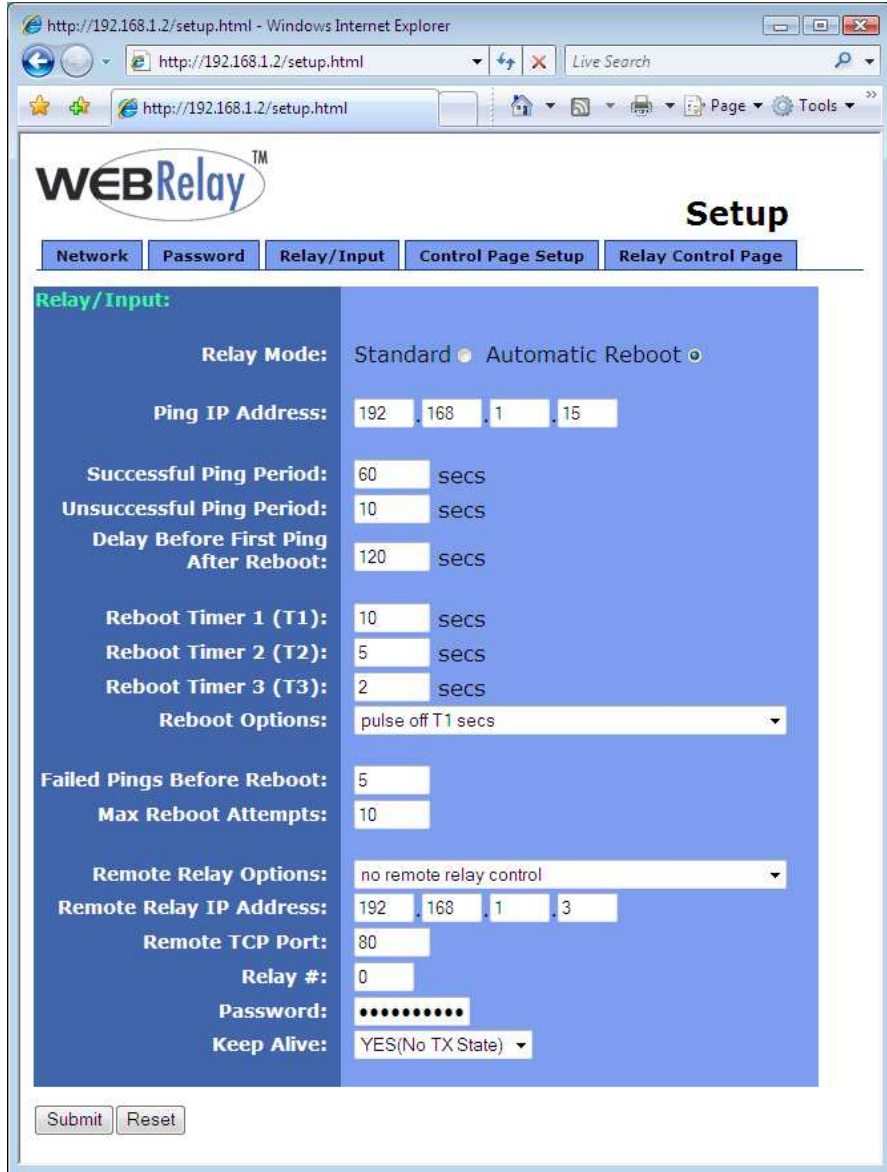 http://192.168.1.2/setup.html - Windows Internet Explorer
http://192.168.1.2/setup.html
Live Search
http://192.168.1.2/setup.html
Page
Tools
»
WEBRelay™
Setup
Network
Password
Relay/Input
Control Page Setup
Relay Control Page
Relay/Input:
Relay Mode: Standard Automatic Reboot
Ping IP Address: 192 . 168 . 1 . 15
Successful Ping Period: 60 secs
Unsuccessful Ping Period: 10 secs
Delay Before First Ping
After Reboot: 120 secs
Reboot Timer 1 (T1): 10 secs
Reboot Timer 2 (T2): 5 secs
Reboot Timer 3 (T3): 2 secs
Reboot Options: pulse off T1 secs
Failed Pings Before Reboot: 5
Max Reboot Attempts: 10
Remote Relay Options: no remote relay control
Remote Relay IP Address: 192 . 168 . 1 . 3
Remote TCP Port: 80
Relay #: 0
Password: ••••••••••
Keep Alive: YES(No TX State)
Submit
Reset